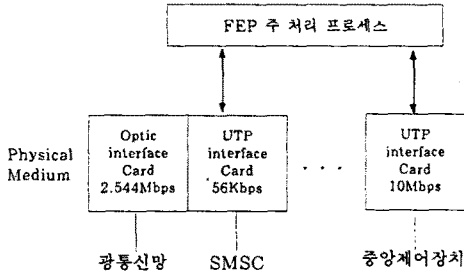 FEP 주 처리 프로세스
Physical
Medium
Optic
interface
Card
2.544Mbps
UTP
interface
Card
56Kbps
. . .
UTP
interface
Card
10Mbps
광통신망
SMSC
중앙제어장치